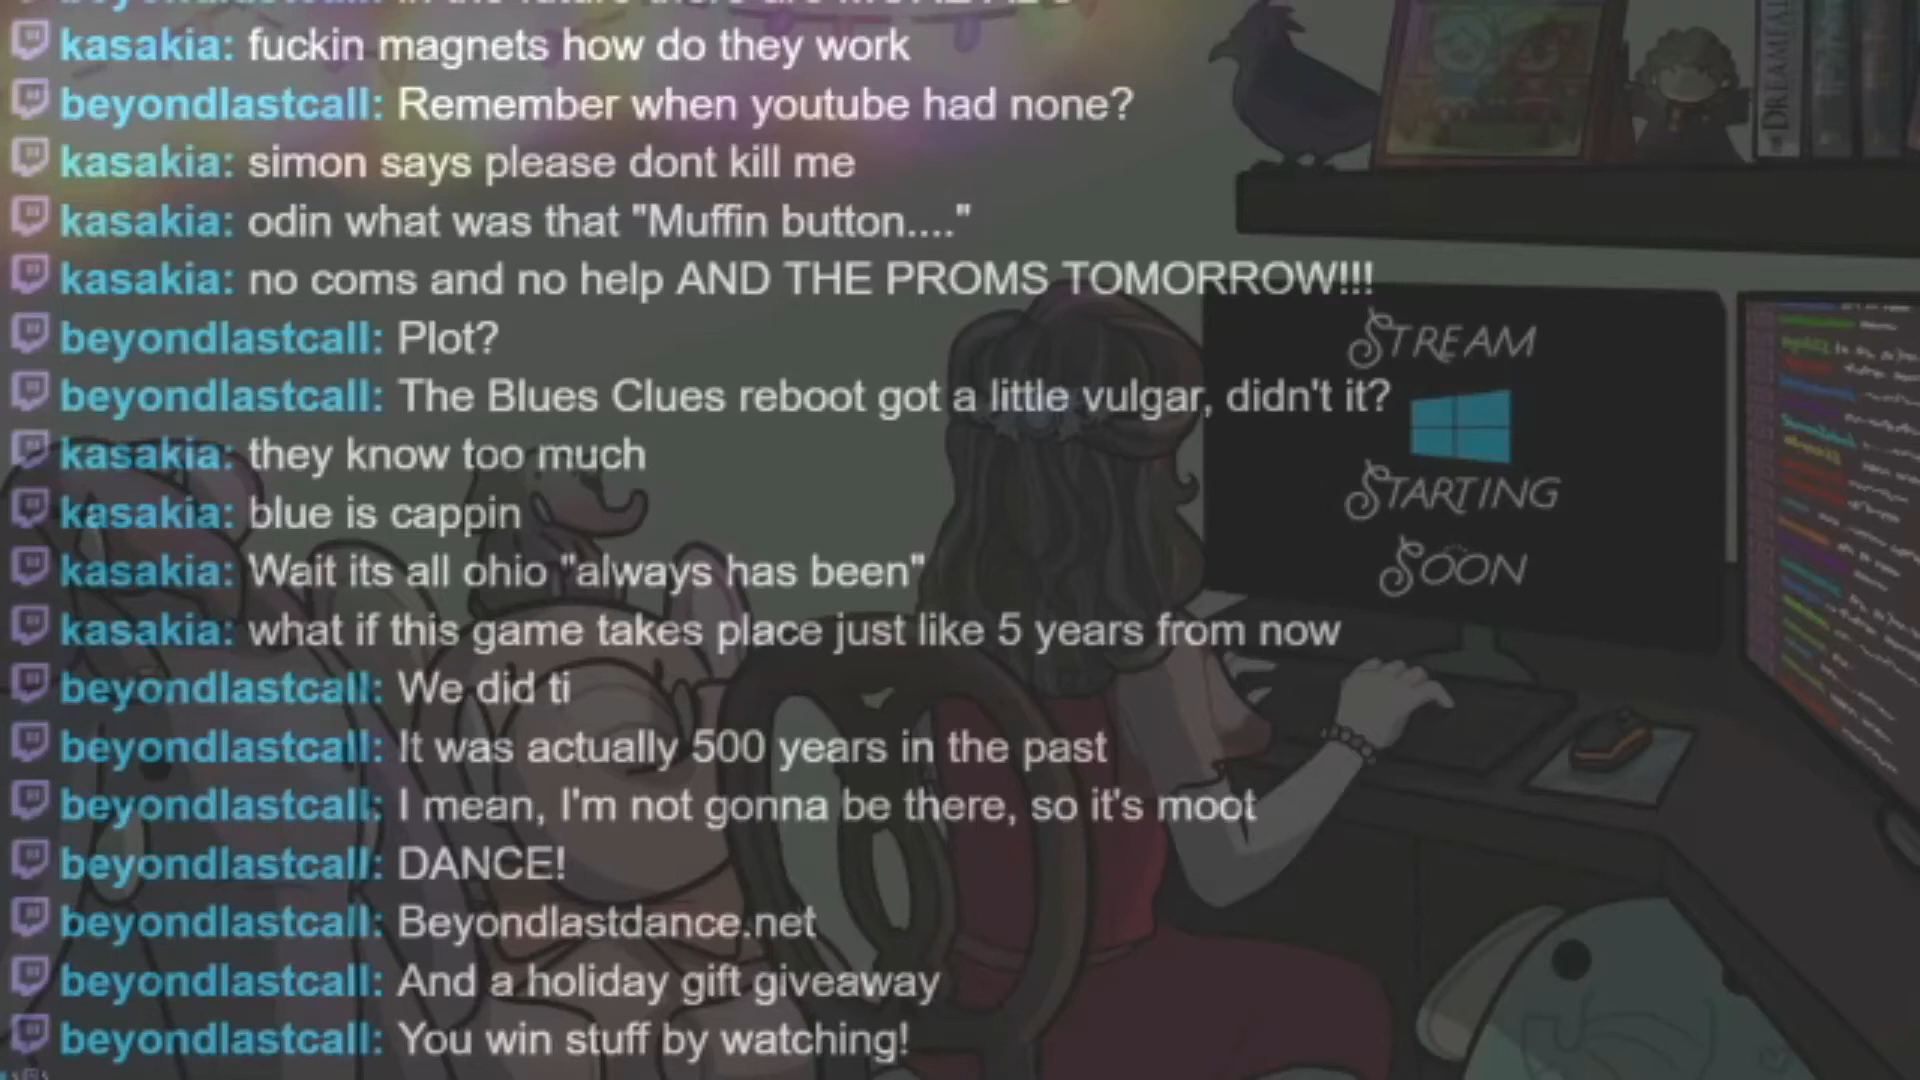 kasakia: fuckin magnets how do they work
beyondlastcall: Remember when youtube had none?
kasakia: simon says please dont kill me
kasakia: odin what was that "Muffin button...."
kasakia: no coms and no help AND THE PROMS TOMORROW!!!
beyondlastcall: Plot?
beyondlastcall: The Blues Clues reboot got a little vulgar, didn't it?
kasakia: they know too much
kasakia: blue is cappin
kasakia: Wait its all ohio "always has been"
kasakia: what if this game takes place just like 5 years from now
beyondlastcall: We did ti
beyondlastcall: It was actually 500 years in the past
beyondlastcall: I mean, I'm not gonna be there, so it's moot
beyondlastcall: DANCE!
beyondlastcall: Beyondlastdance.net
beyondlastcall: And a holiday gift giveaway
beyondlastcall: You win stuff by watching!
STREAM
STARTING
SOON